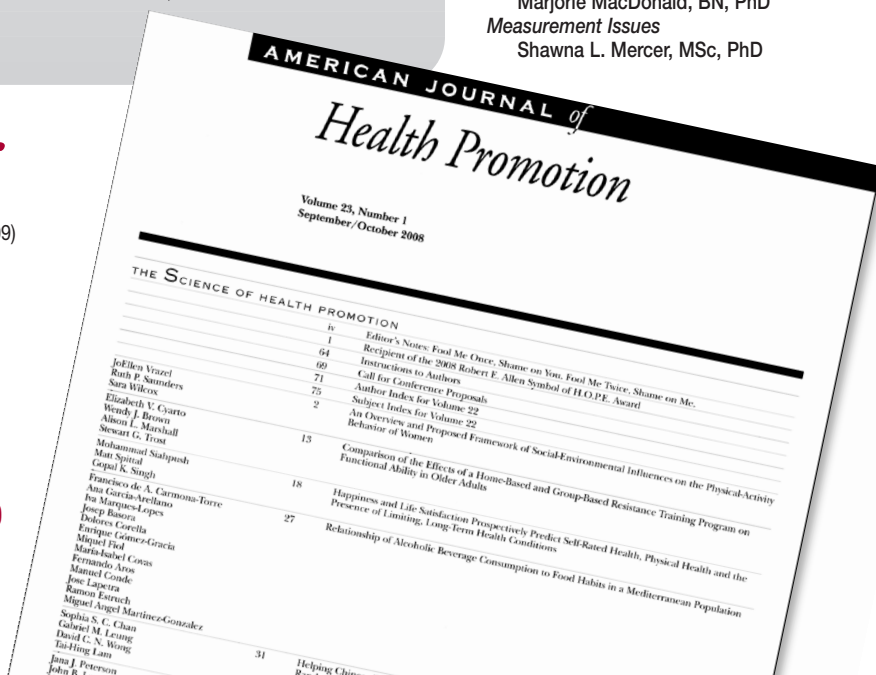 Marjorie MacDonald, BN, PhD
Measurement Issues
Shawna L. Mercer, MSc, PhD
9)
AMERICAN JOURNAL of
Health Promotion
Volume 23, Number 1
September/October 2008
THE SCIENCE OF HEALTH PROMOTION
iv Editor's Notes: Fool Me Once, Shame on You. Fool Me Twice, Shame on Me.
1 Recipient of the 2008 Robert F. Allen Symbol of H.O.P.E. Award
64 Instructions to Authors
69 Call for Conference Proposals
71 Author Index for Volume 22
75 Subject Index for Volume 22
JoEllen Vrazel 2 An Overview and Proposed Framework of Social-Environmental Influences on the Physical-Activity
Ruth P. Saunders Behavior of Women
Sara Wilcox
Elizabeth V. Cyarto 13 Comparison of the Effects of a Home-Based and Group-Based Resistance Training Program on
Wendy J. Brown Functional Ability in Older Adults
Alison L. Marshall
Stewart G. Trost
Mohammad Siahpush 18 Happiness and Life Satisfaction Prospectively Predict Self-Rated Health, Physical Health and the
Matt Spittal Presence of Limiting, Long-Term Health Conditions
Gopal K. Singh
Francisco de A. Carmona-Torre 27 Relationship of Alcoholic Beverage Consumption to Food Habits in a Mediterranean Population
Ana Garcia-Arellano
Iva Marques-Lopes
Josep Basora
Dolores Corella
Enrique Gómez-Gracia
Miquel Fiol
Maria-Isabel Covas
Fernando Aros
Manuel Conde
Jose Lapetra
Ramon Estruch
Miguel Angel Martinez-Gonzalez
Sophia S. C. Chan 31 Helping
Gabriel M. Leung
David C. N. Wong
Tai-Hing Lam
Jana J. Peterson
John B.